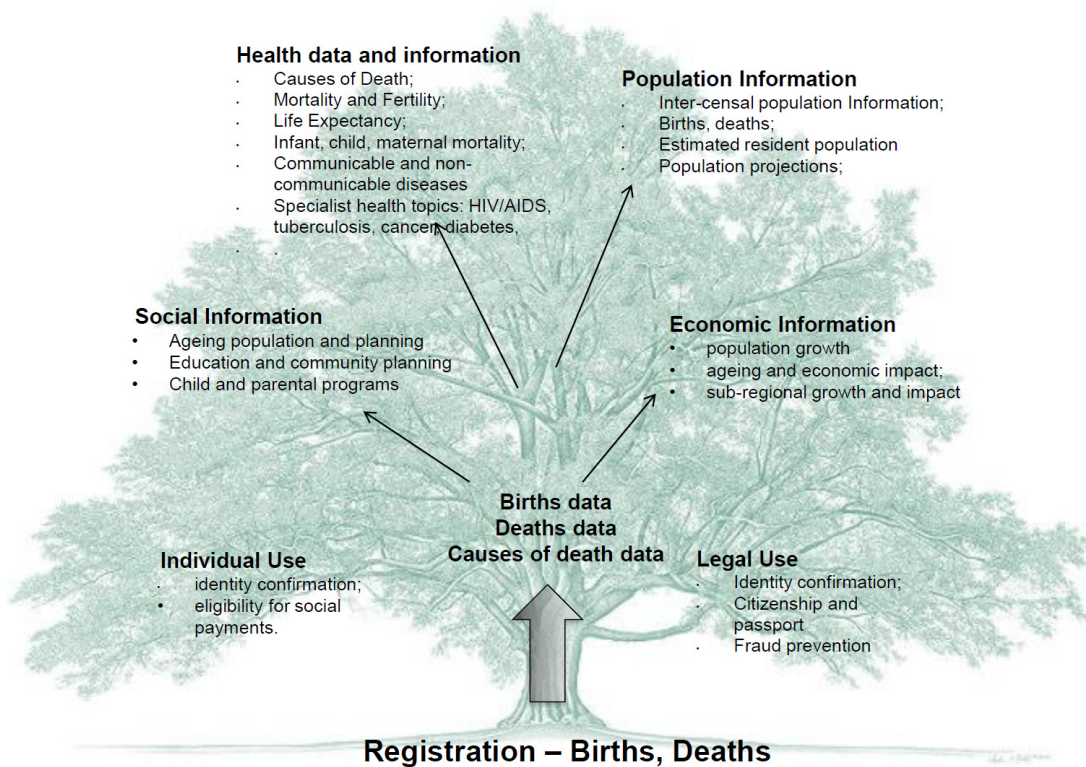 Health data and information
. Causes of Death;
. Mortality and Fertility;
. Life Expectancy;
. Infant, child, maternal mortality;
. Communicable and non-
communicable diseases
. Specialist health topics: HIV/AIDS,
tuberculosis, cancer, diabetes,
. .
Population Information
. Inter-censal population Information;
. Births, deaths;
. Estimated resident population
. Population projections;
Social Information
• Ageing population and planning
• Education and community planning
• Child and parental programs
Economic Information
• population growth
• ageing and economic impact;
• sub-regional growth and impact
Births data
Deaths data
Causes of death data
Individual Use
. identity confirmation;
• eligibility for social
payments.
Legal Use
. Identity confirmation;
. Citizenship and
passport
. Fraud prevention
Registration – Births, Deaths